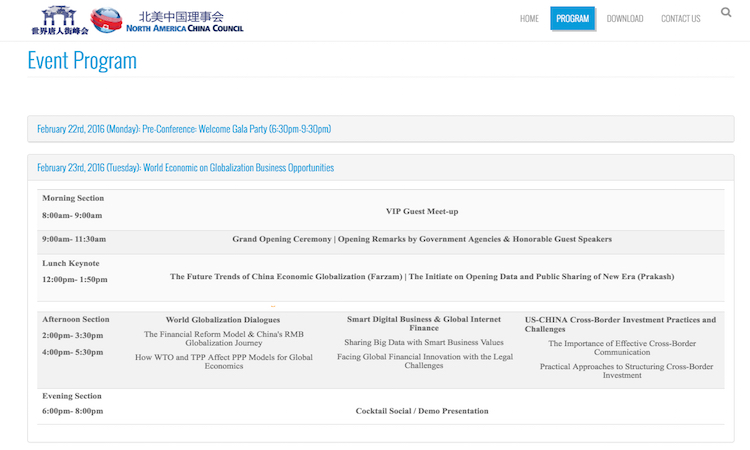 世界唐人街峰会
北美中国理事会
NORTH AMERICA CHINA COUNCIL
HOME
PROGRAM
DOWNLOAD
CONTACT US
Event Program
February 22rd, 2016 (Monday): Pre-Conference: Welcome Gala Party (6:30pm-9:30pm)
February 23rd, 2016 (Tuesday): World Economic on Globalization Business Opportunities
Morning Section
8:00am- 9:00am
VIP Guest Meet-up
9:00am- 11:30am
Grand Opening Ceremony | Opening Remarks by Government Agencies & Honorable Guest Speakers
Lunch Keynote
12:00pm- 1:50pm
The Future Trends of China Economic Globalization (Farzam) | The Initiate on Opening Data and Public Sharing of New Era (Prakash)
Afternoon Section
2:00pm- 3:30pm
4:00pm- 5:30pm
World Globalization Dialogues
The Financial Reform Model & China's RMB
Globalization Journey
How WTO and TPP Affect PPP Models for Global
Economics
Smart Digital Business & Global Internet
Finance
Sharing Big Data with Smart Business Values
Facing Global Financial Innovation with the Legal
Challenges
US-CHINA Cross-Border Investment Practices and
Challenges
The Importance of Effective Cross-Border
Communication
Practical Approaches to Structuring Cross-Border
Investment
Evening Section
6:00pm- 8:00pm
Cocktail Social / Demo Presentation